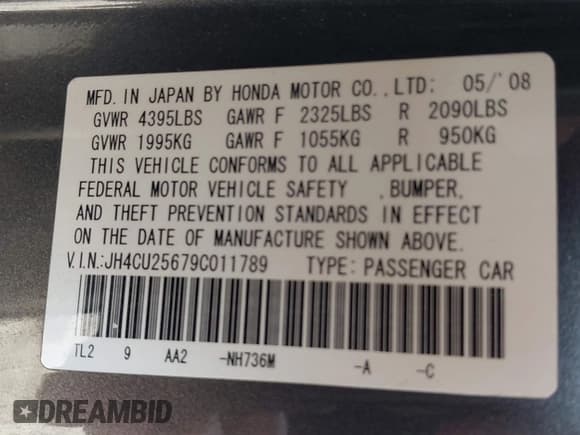 MFD. IN JAPAN BY HONDA MOTOR CO., LTD: 05/'08
GVWR 4395LBS GAWR F 2325LBS R 2090LBS
GVWR 1995KG GAWR F 1055KG R 950KG
THIS VEHICLE CONFORMS TO ALL APPLICABLE
FEDERAL MOTOR VEHICLE SAFETY , BUMPER,
AND THEFT PREVENTION STANDARDS IN EFFECT
ON THE DATE OF MANUFACTURE SHOWN ABOVE.
V.I.N.:JH4CU25679C011789 TYPE: PASSENGER CAR
TL2 9 AA2 -NH736M -A -C
DREAMBID